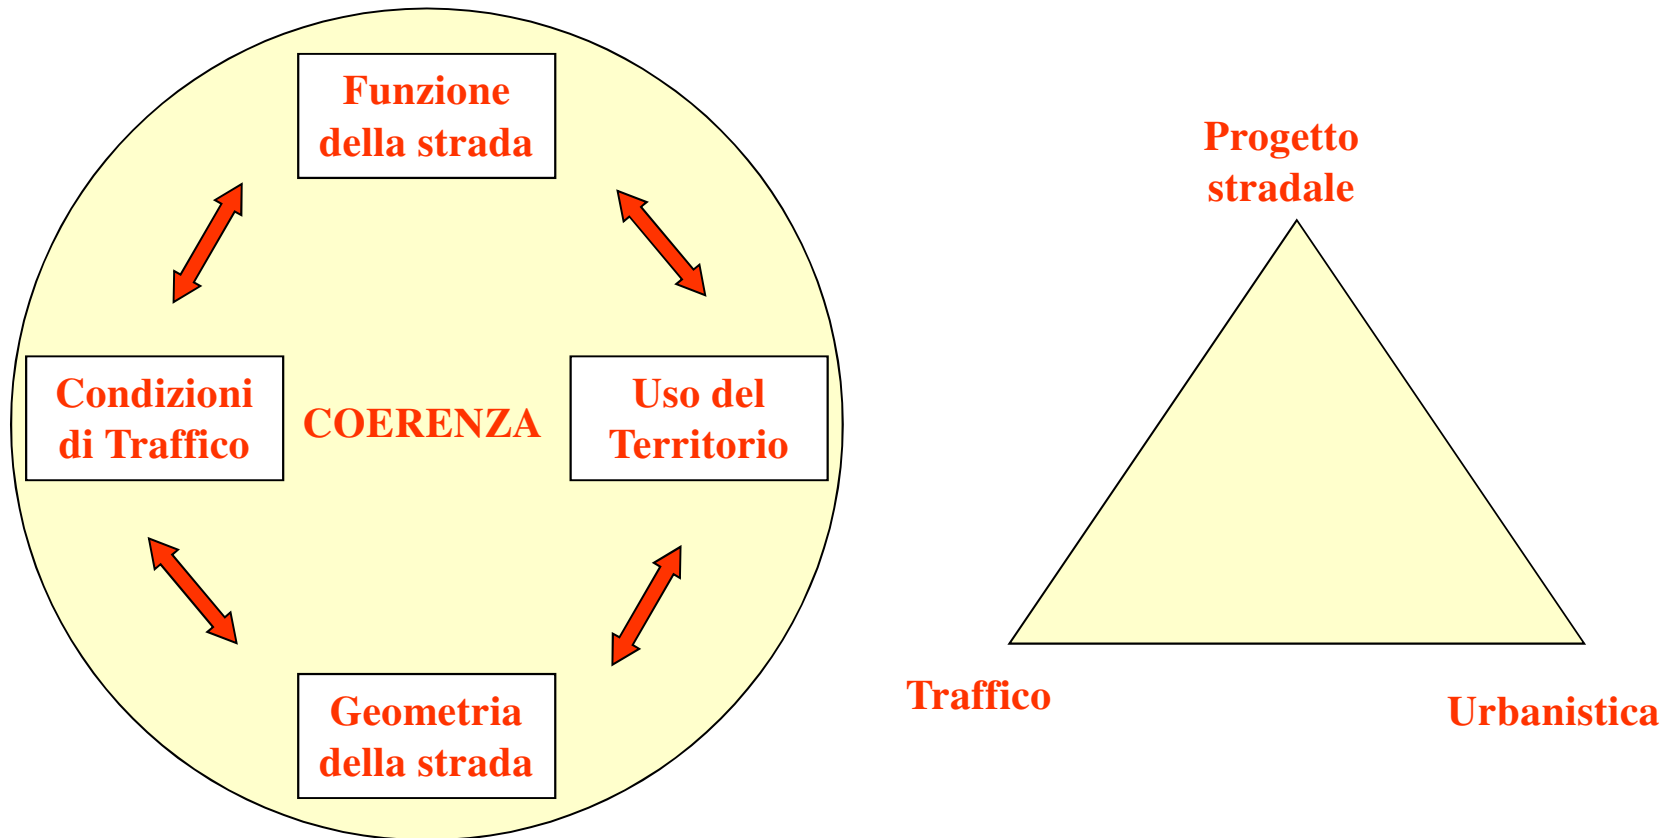 Funzione
della strada
Condizioni
di Traffico
COERENZA
Uso del
Territorio
Geometria
della strada
Progetto
stradale
Traffico
Urbanistica